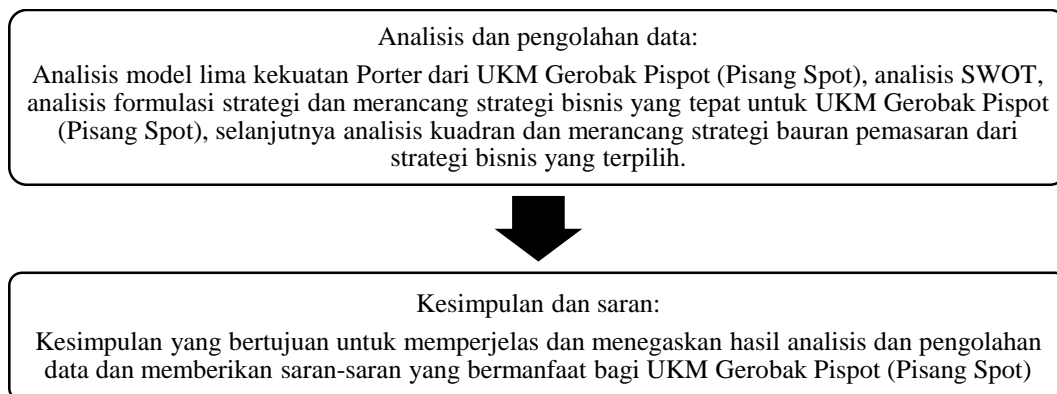 Analisis dan pengolahan data:
Analisis model lima kekuatan Porter dari UKM Gerobak Pispot (Pisang Spot), analisis SWOT,
analisis formulasi strategi dan merancang strategi bisnis yang tepat untuk UKM Gerobak Pispot
(Pisang Spot), selanjutnya analisis kuadran dan merancang strategi bauran pemasaran dari
strategi bisnis yang terpilih.
Kesimpulan dan saran:
Kesimpulan yang bertujuan untuk memperjelas dan menegaskan hasil analisis dan pengolahan
data dan memberikan saran-saran yang bermanfaat bagi UKM Gerobak Pispot (Pisang Spot)